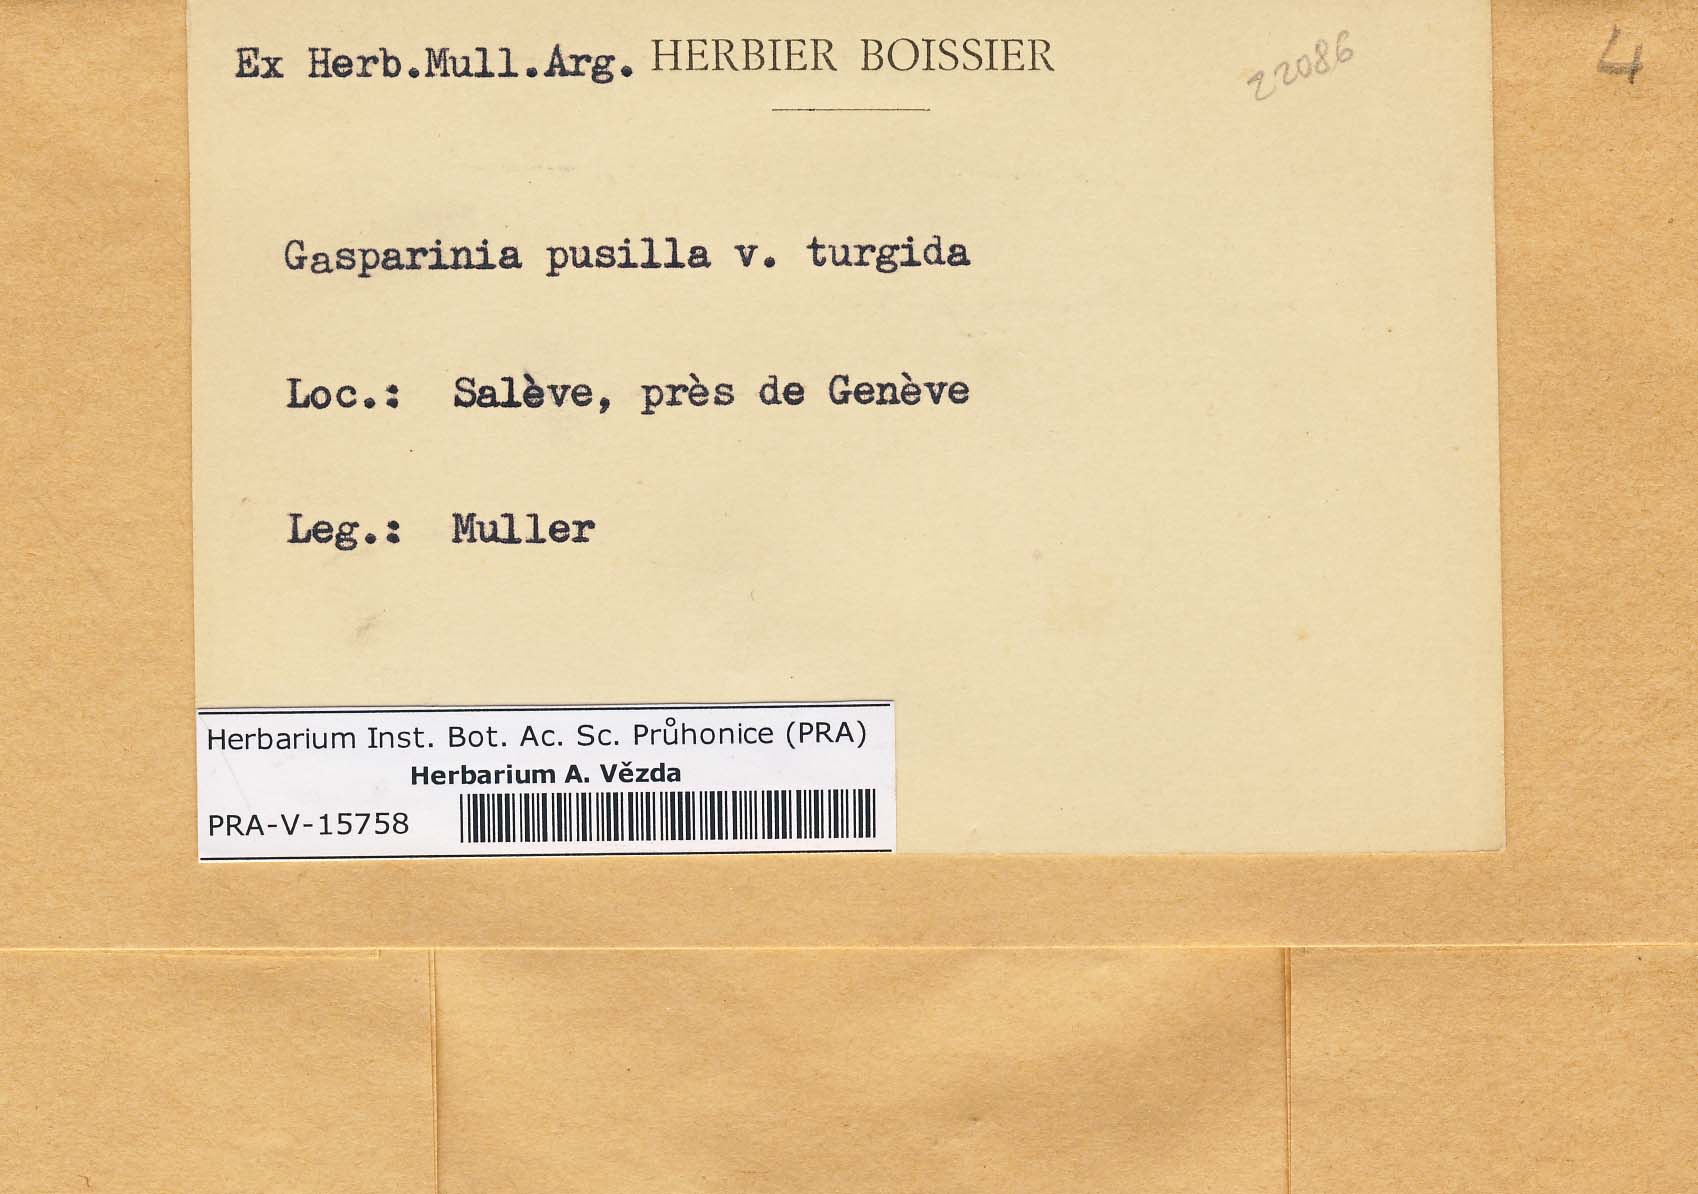 Ex Herb.Mull.Arg. HERBIER BOISSIER
22086
4
Gasparinia pusilla v. turgida
Loc.: Salève, près de Genève
Leg.: Muller
Herbarium Inst. Bot. Ac. Sc. Průhonice (PRA)
Herbarium A. Vězda
PRA-V-15758